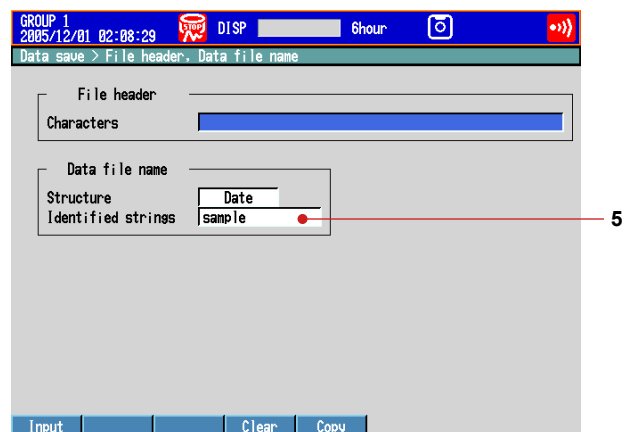 GROUP 1
2005/12/01 02:08:29 STOP DISP 6hour
Data save > File header, Data file name
File header
Characters
Data file name
Structure Date
Identified strings sample
5
Input Clear Copy